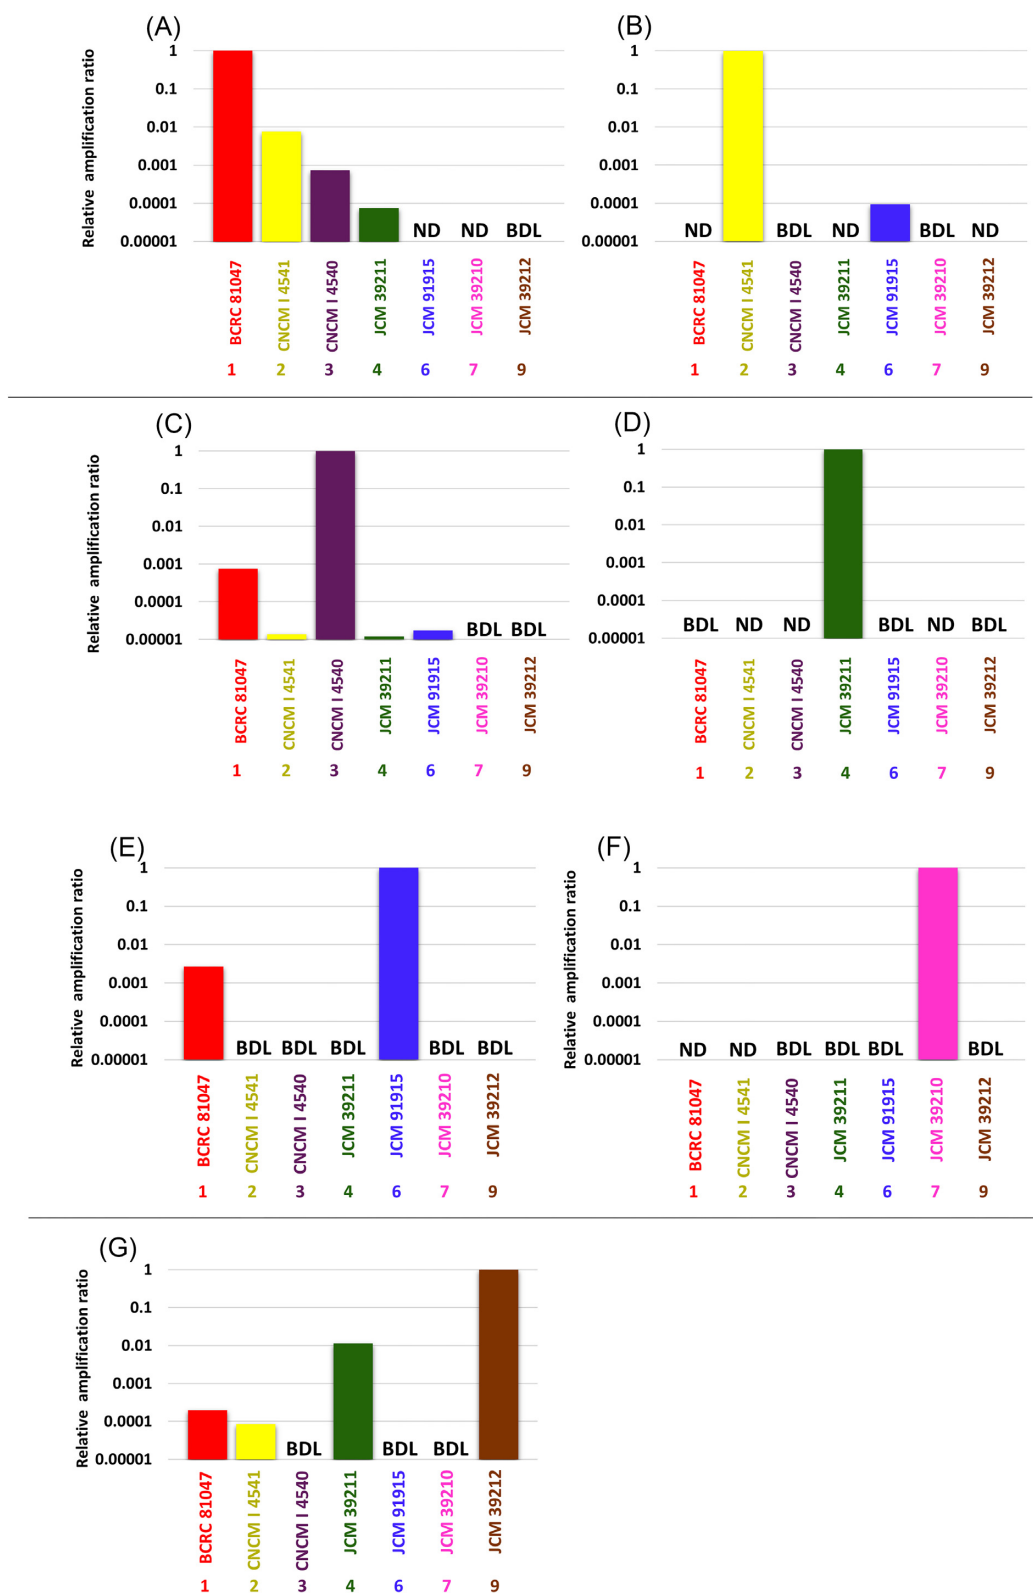 (A)
Relative amplification ratio
1
0.1
0.01
0.001
0.0001
0.00001
ND ND BDL
BCRC 81047
CNCM I 4541
CNCM I 4540
JCM 39211
JCM 91915
JCM 39210
JCM 39212
1 2 3 4 6 7 9
(B)
1
0.1
0.01
0.001
0.0001
0.00001
ND BDL ND BDL ND
BCRC 81047
CNCM I 4541
CNCM I 4540
JCM 39211
JCM 91915
JCM 39210
JCM 39212
1 2 3 4 6 7 9
(C)
Relative amplification ratio
1
0.1
0.01
0.001
0.0001
0.00001
BDL BDL
BCRC 81047
CNCM I 4541
CNCM I 4540
JCM 39211
JCM 91915
JCM 39210
JCM 39212
1 2 3 4 6 7 9
(D)
1
0.1
0.01
0.001
0.0001
0.00001
BDL ND ND BDL ND BDL
BCRC 81047
CNCM I 4541
CNCM I 4540
JCM 39211
JCM 91915
JCM 39210
JCM 39212
1 2 3 4 6 7 9
(E)
Relative amplification ratio
1
0.1
0.01
0.001
0.0001
0.00001
BDL BDL BDL BDL BDL
BCRC 81047
CNCM I 4541
CNCM I 4540
JCM 39211
JCM 91915
JCM 39210
JCM 39212
1 2 3 4 6 7 9
(F)
Relative amplification ratio
1
0.1
0.01
0.001
0.0001
0.00001
ND ND BDL BDL BDL BDL
BCRC 81047
CNCM I 4541
CNCM I 4540
JCM 39211
JCM 91915
JCM 39210
JCM 39212
1 2 3 4 6 7 9
(G)
Relative amplification ratio
1
0.1
0.01
0.001
0.0001
0.00001
BDL BDL BDL
BCRC 81047
CNCM I 4541
CNCM I 4540
JCM 39211
JCM 91915
JCM 39210
JCM 39212
1 2 3 4 6 7 9